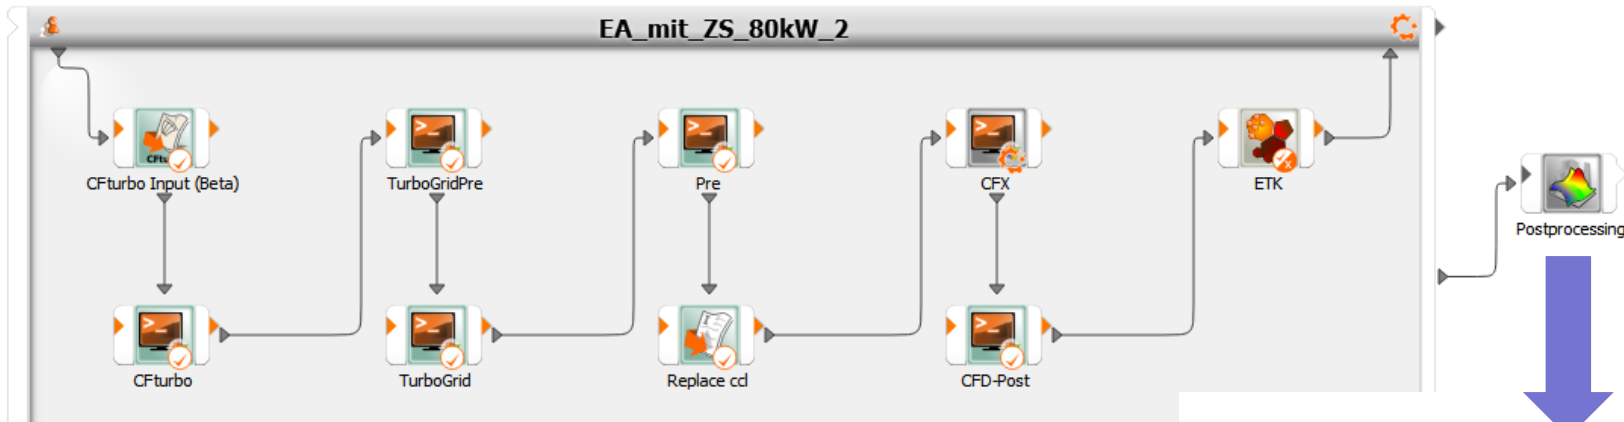 EA_mit_ZS_80kW_2
CFturbo Input (Beta)
TurboGridPre
Pre
CFX
ETK
Postprocessing
CFturbo
TurboGrid
Replace ccl
CFD-Post